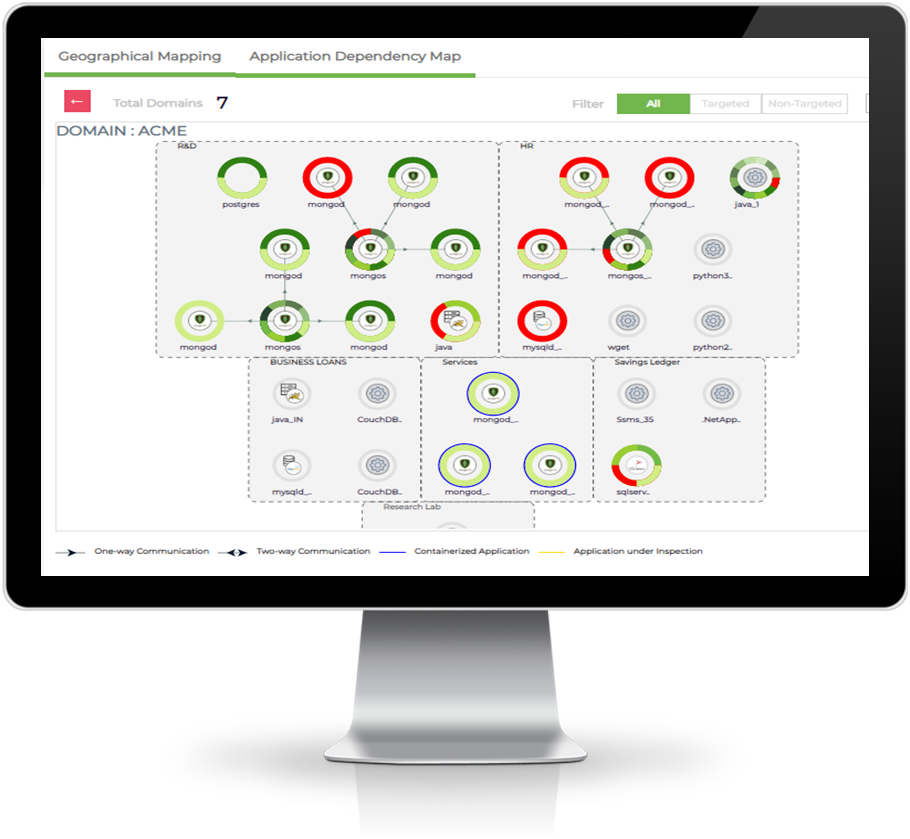 Geographical Mapping Application Dependency Map
← Total Domains 7 Filter All Targeted Non-Targeted
DOMAIN : ACME
R&D HR
postgres mongod mongod mongod_.. mongod_.. java_1
mongod mongos mongod mongod_.. mongos_.. python3..
mongod mongos mongod java mysqld_.. wget python2..
BUSINESS LOANS Services Savings Ledger
java_IN CouchDB.. mongod_.. Ssms_35 .NetApp..
mysqld_.. CouchDB.. mongod_.. mongod_.. sqlserv..
Research Lab
One-way Communication Two-way Communication Containerized Application Application under Inspection